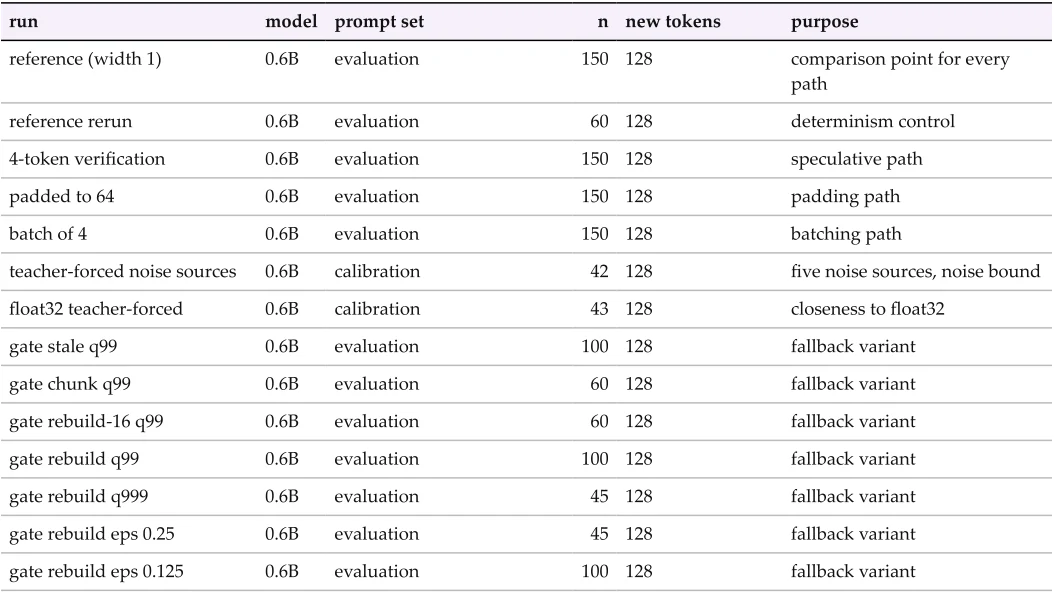 run model prompt set n new tokens purpose
reference (width 1) 0.6B evaluation 150 128 comparison point for every
path
reference rerun 0.6B evaluation 60 128 determinism control
4-token verification 0.6B evaluation 150 128 speculative path
padded to 64 0.6B evaluation 150 128 padding path
batch of 4 0.6B evaluation 150 128 batching path
teacher-forced noise sources 0.6B calibration 42 128 five noise sources, noise bound
float32 teacher-forced 0.6B calibration 43 128 closeness to float32
gate stale q99 0.6B evaluation 100 128 fallback variant
gate chunk q99 0.6B evaluation 60 128 fallback variant
gate rebuild-16 q99 0.6B evaluation 60 128 fallback variant
gate rebuild q99 0.6B evaluation 100 128 fallback variant
gate rebuild q999 0.6B evaluation 45 128 fallback variant
gate rebuild eps 0.25 0.6B evaluation 45 128 fallback variant
gate rebuild eps 0.125 0.6B evaluation 100 128 fallback variant